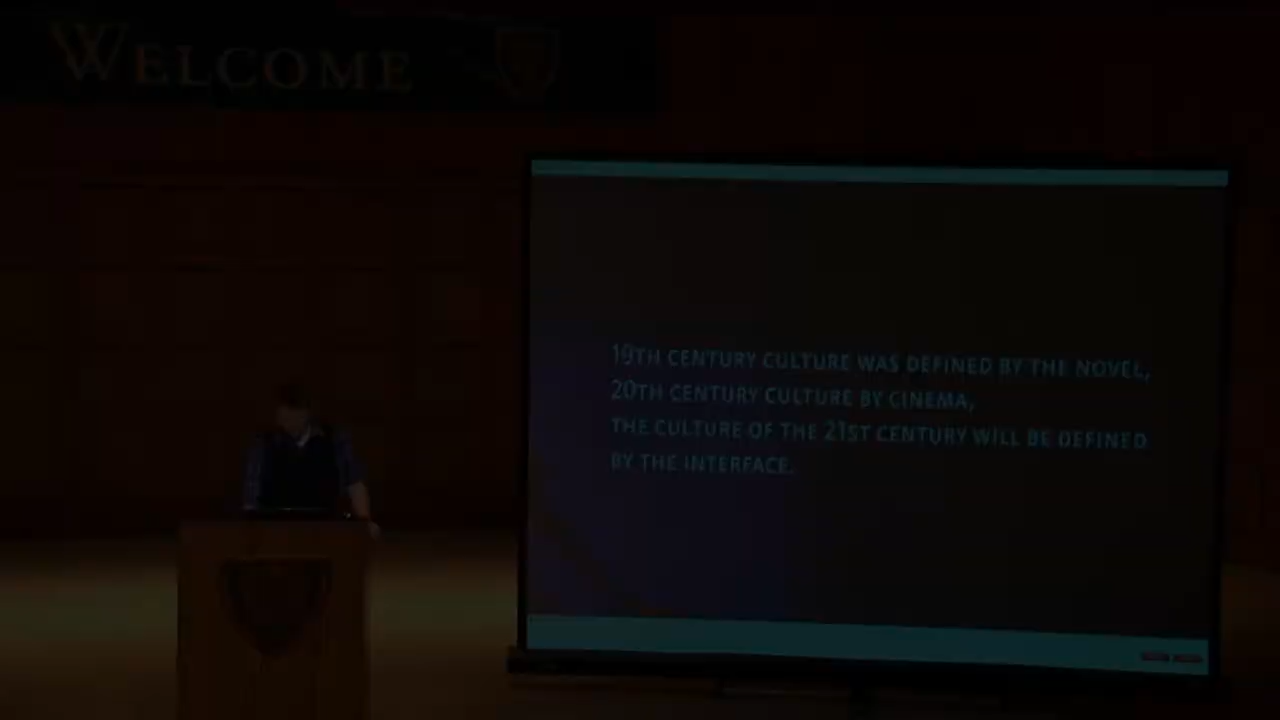 WELCOME
19TH CENTURY CULTURE WAS DEFINED BY THE NOVEL,
20TH CENTURY CULTURE BY CINEMA,
THE CULTURE OF THE 21ST CENTURY WILL BE DEFINED
BY THE INTERFACE.